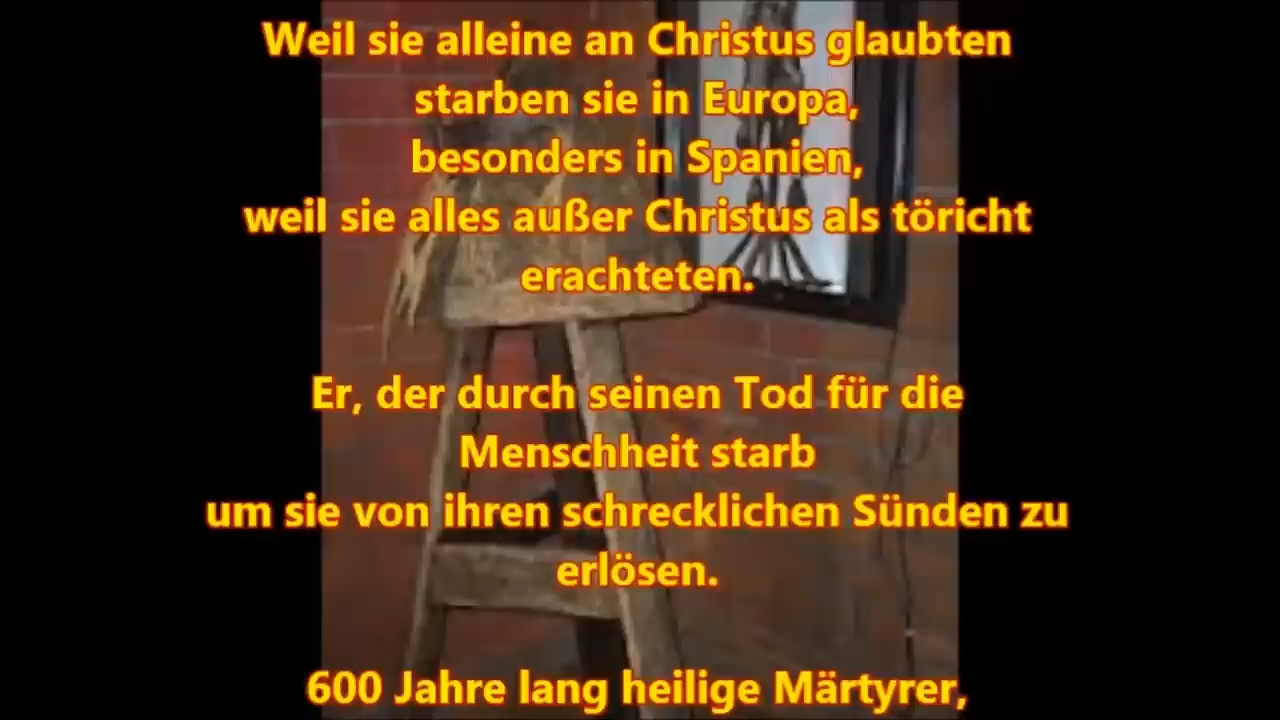 Weil sie alleine an Christus glaubten
starben sie in Europa,
besonders in Spanien,
weil sie alles außer Christus als töricht
erachteten.
Er, der durch seinen Tod für die
Menschheit starb
um sie von ihren schrecklichen Sünden zu
erlösen.
600 Jahre lang heilige Märtyrer,